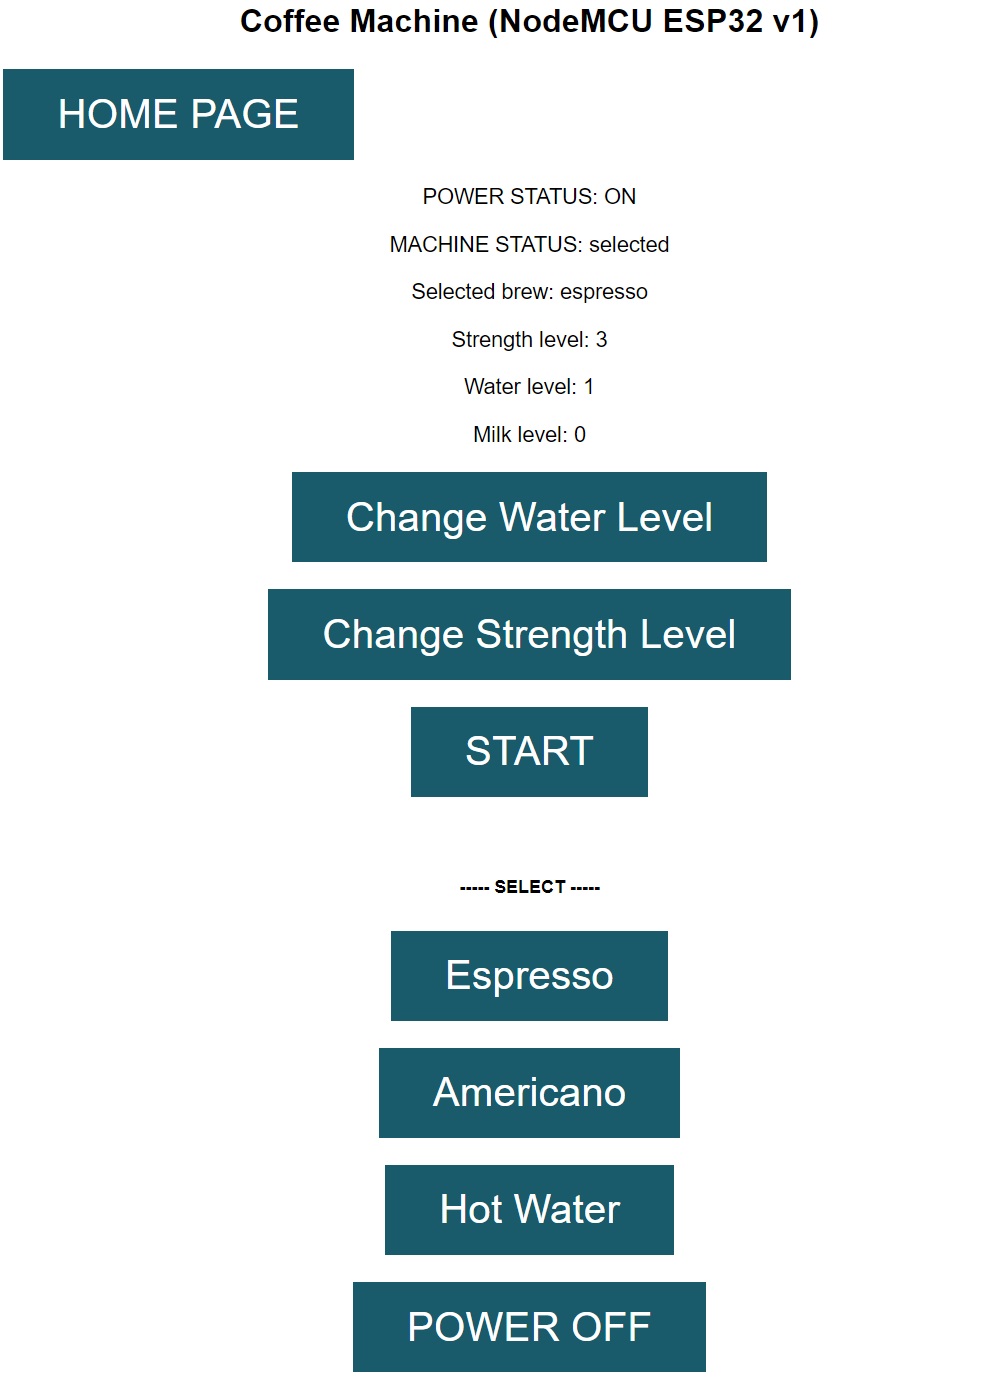 Coffee Machine (NodeMCU ESP32 v1)
HOME PAGE
POWER STATUS: ON
MACHINE STATUS: selected
Selected brew: espresso
Strength level: 3
Water level: 1
Milk level: 0
Change Water Level
Change Strength Level
START
----- SELECT -----
Espresso
Americano
Hot Water
POWER OFF